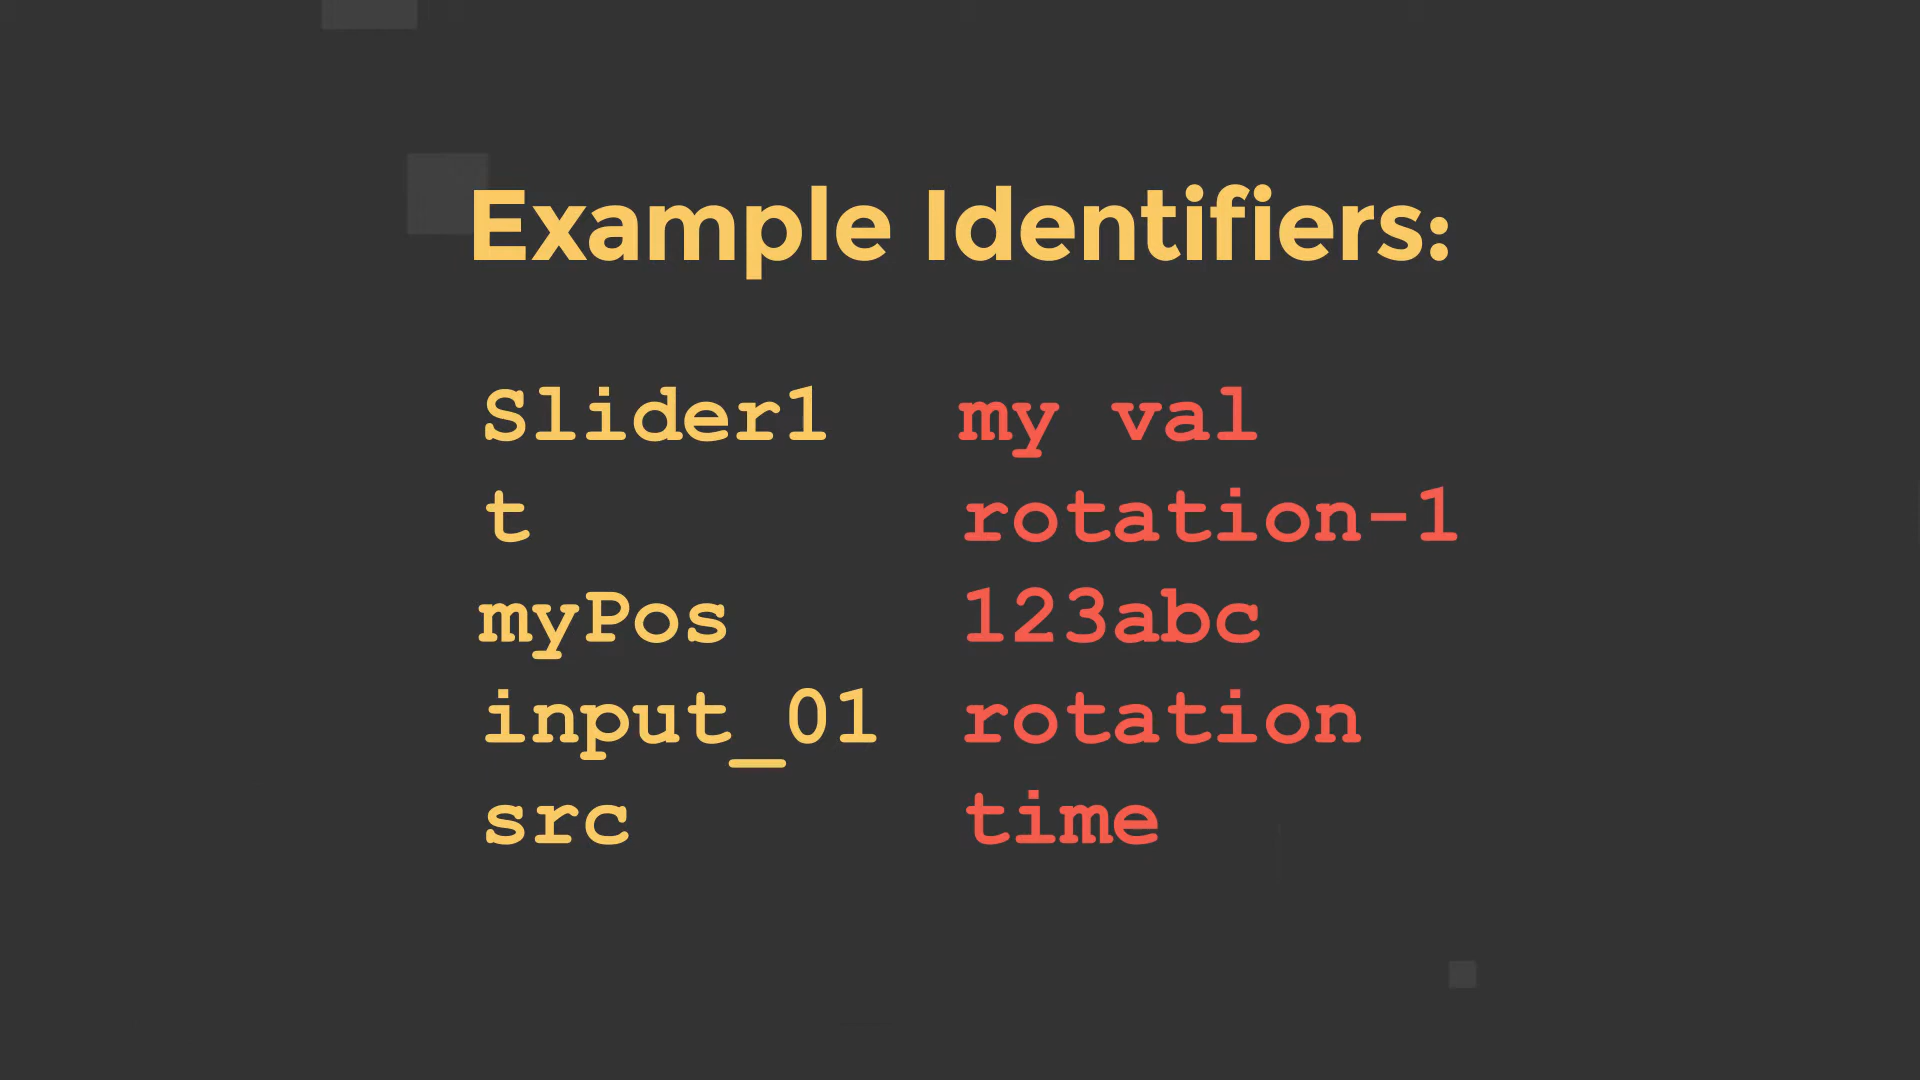 Example Identifiers:
Slider1 my val
t rotation-1
myPos 123abc
input_01 rotation
src time